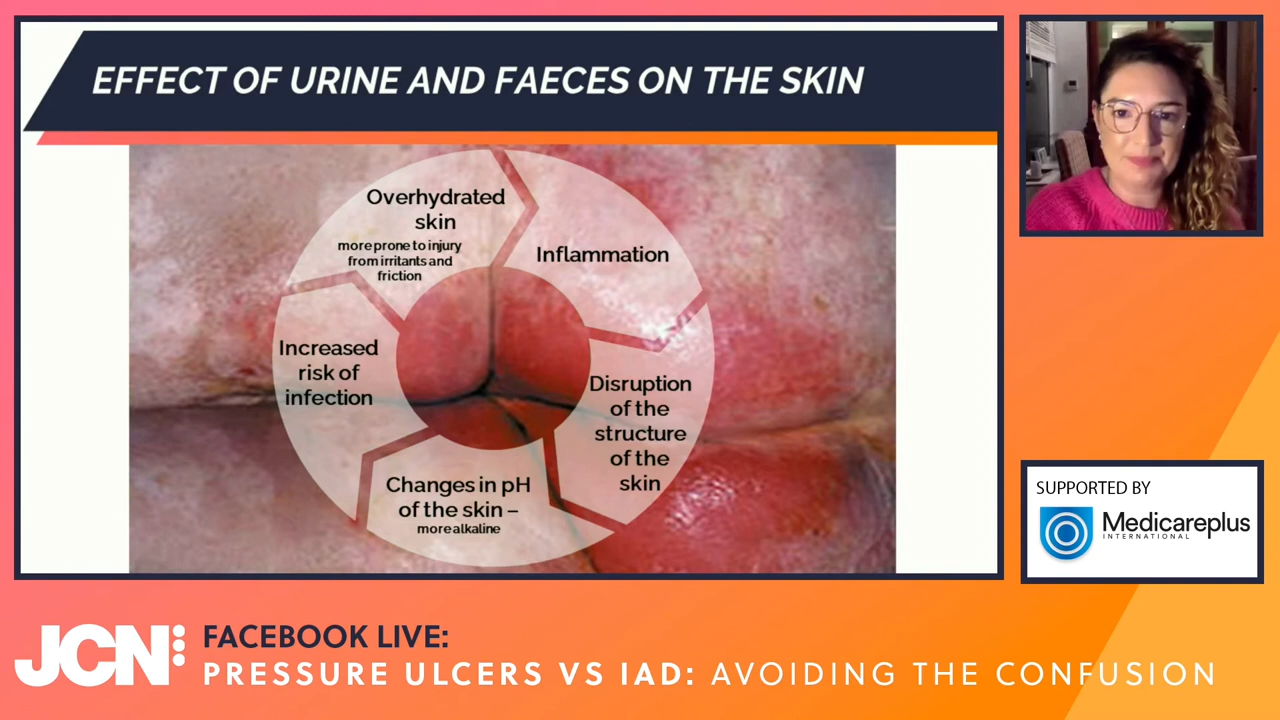 EFFECT OF URINE AND FAECES ON THE SKIN
Overhydrated
skin
more prone to injury
from irritants and
friction
Inflammation
Disruption
of the
structure
of the
skin
Changes in pH
of the skin –
more alkaline
Increased
risk of
infection
SUPPORTED BY
Medicareplus
INTERNATIONAL
JCN
FACEBOOK LIVE:
PRESSURE ULCERS VS IAD: AVOIDING THE CONFUSION